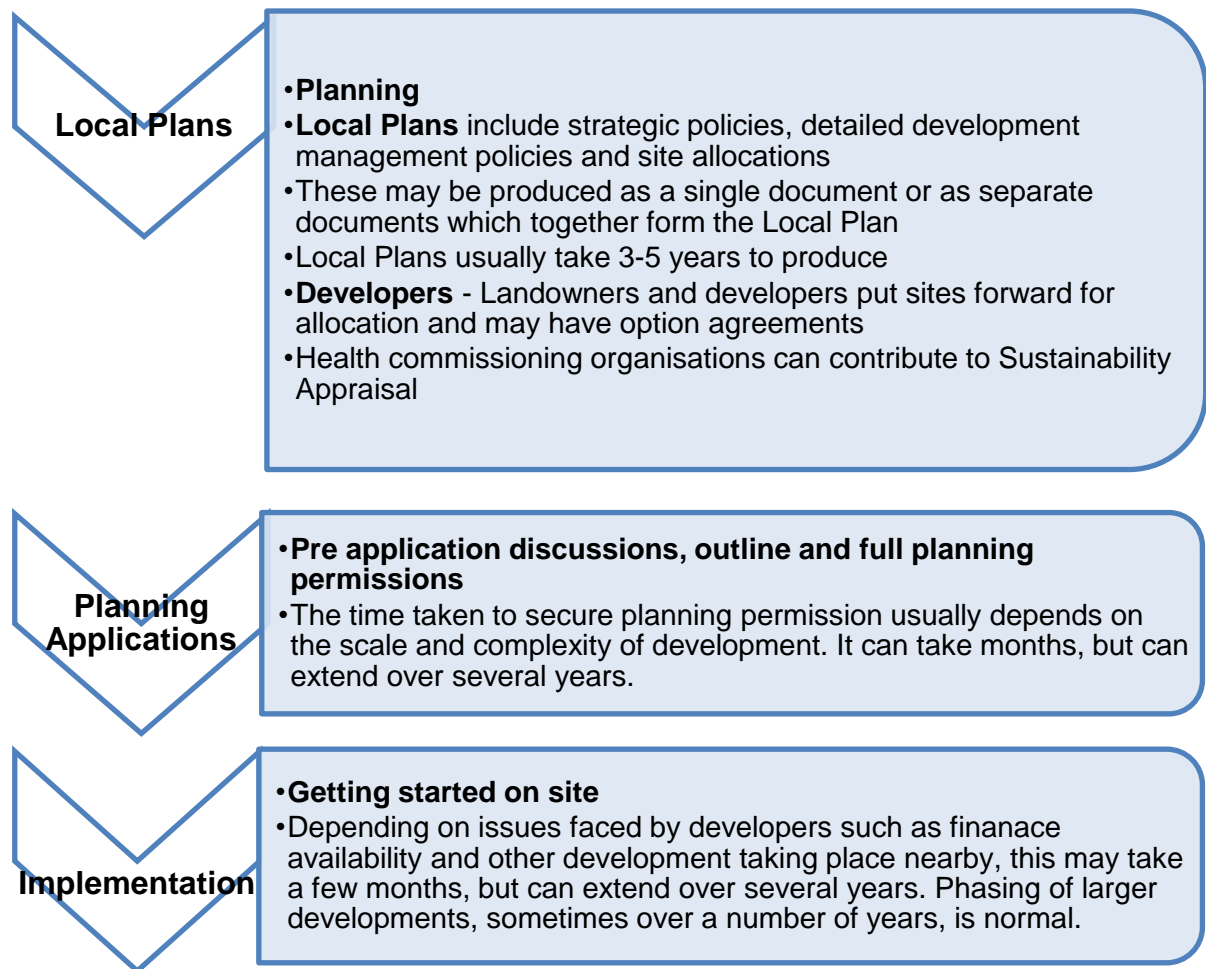 Local Plans
•Planning
•Local Plans include strategic policies, detailed development
management policies and site allocations
•These may be produced as a single document or as separate
documents which together form the Local Plan
•Local Plans usually take 3-5 years to produce
•Developers - Landowners and developers put sites forward for
allocation and may have option agreements
•Health commissioning organisations can contribute to Sustainability
Appraisal
Planning
Applications
•Pre application discussions, outline and full planning
permissions
•The time taken to secure planning permission usually depends on
the scale and complexity of development. It can take months, but can
extend over several years.
Implementation
•Getting started on site
•Depending on issues faced by developers such as finanace
availability and other development taking place nearby, this may take
a few months, but can extend over several years. Phasing of larger
developments, sometimes over a number of years, is normal.